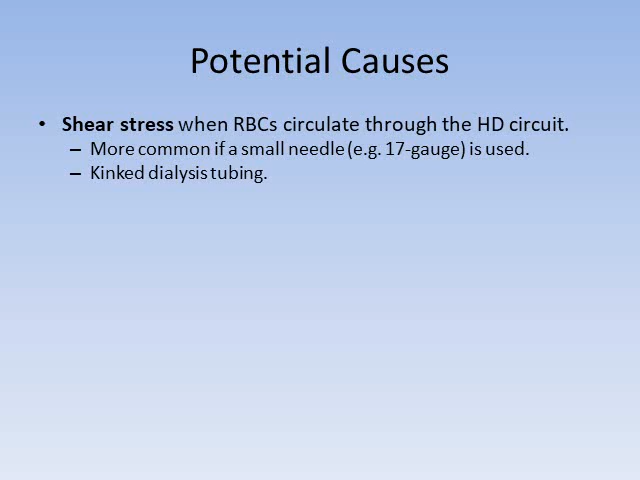 Potential Causes
• Shear stress when RBCs circulate through the HD circuit.
– More common if a small needle (e.g. 17-gauge) is used.
– Kinked dialysis tubing.